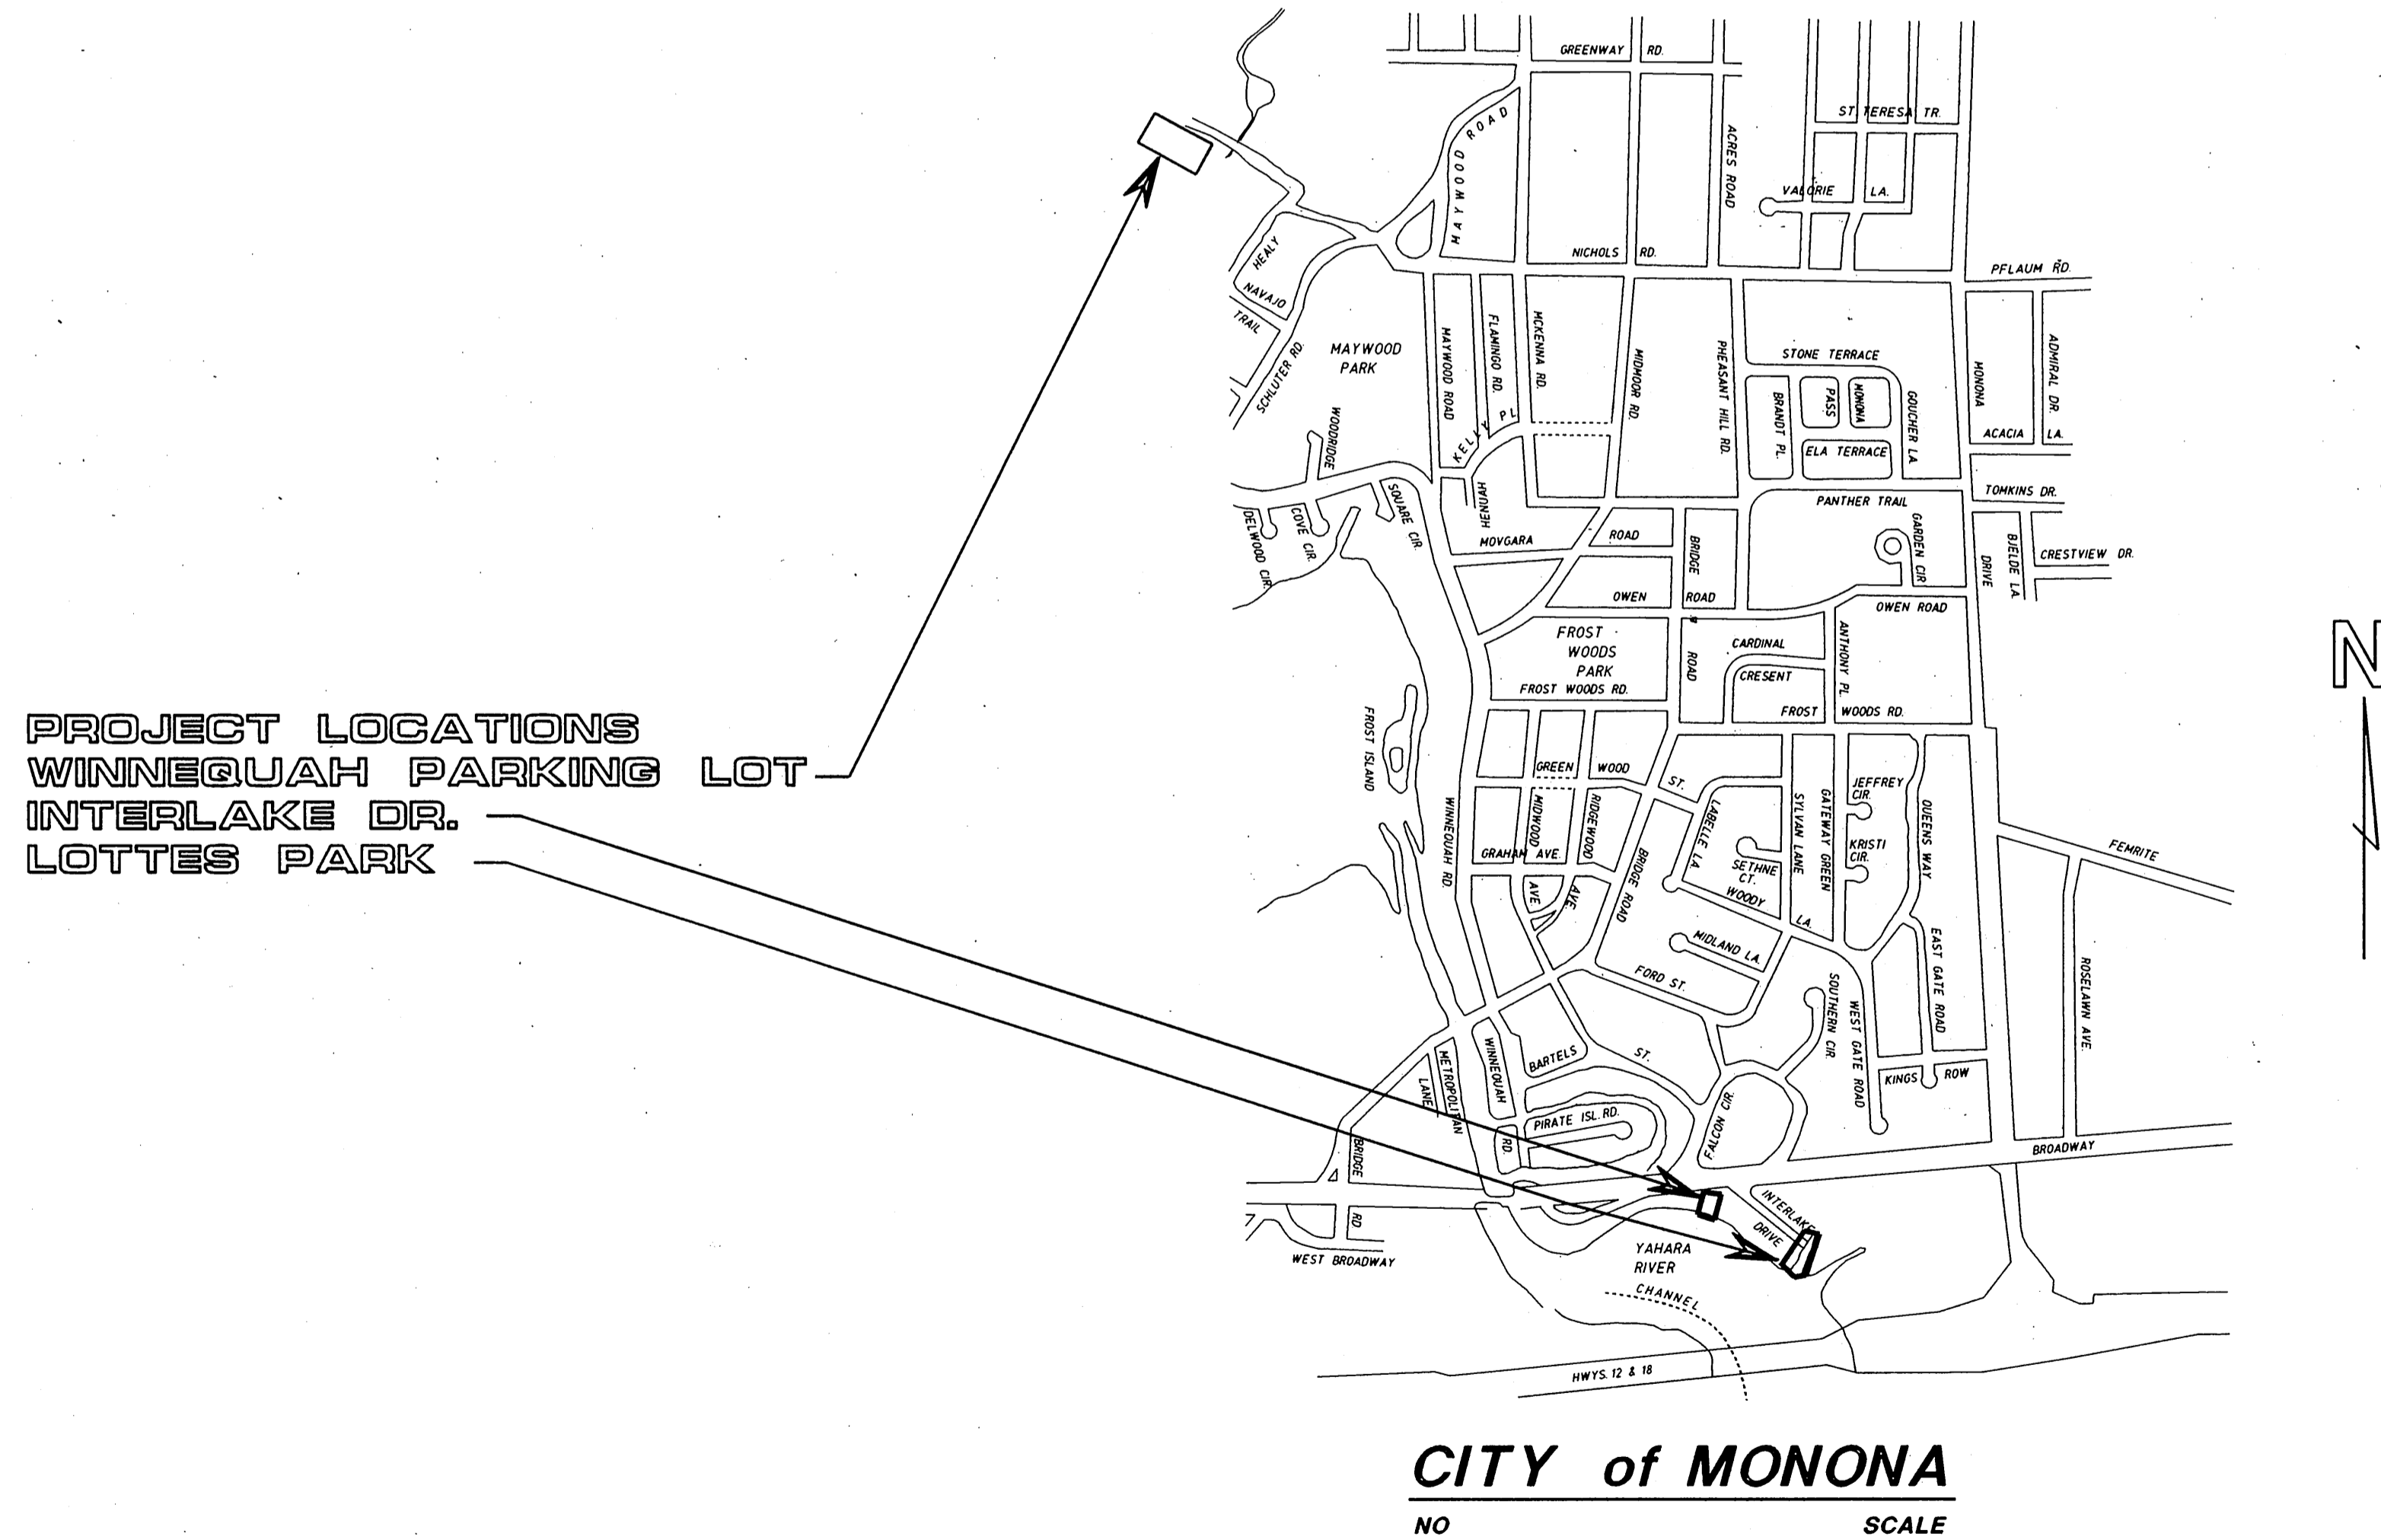 GREENWAY RD.
ST. TERESA TR.
ROAD
MAYWOOD
ACRES ROAD
VALORIE LA.
HEALY
NICHOLS RD.
PFLAUM RD.
NAVAJO
TRAIL
SCHLUTER RD.
MAYWOOD
PARK
MAYWOOD ROAD
FLAMINGO RD.
MCKENNA RD.
MIDMOOR RD.
PHEASANT HILL RD.
STONE TERRACE
BRANDT PL.
PASS
MONONA
GOUCHER LA.
MONONA
ADMIRAL DR.
ACACIA LA.
ELA TERRACE
KELLY PL
WOODRIDGE
HENUAH
SQUARE CIR.
COVE CIR.
DELWOOD CIR.
PANTHER TRAIL
TOMKINS DR.
MOVGARA ROAD
BRIDGE
GARDEN CIR
DRIVE
BJELDE LA.
CRESTVIEW DR.
OWEN ROAD
OWEN ROAD
FROST
WOODS
PARK
ROAD
CARDINAL
CRESENT
ANTHONY PL.
FROST WOODS RD.
FROST WOODS RD.
N
FROST ISLAND
PROJECT LOCATIONS
WINNEQUAH PARKING LOT
INTERLAKE DR.
LOTTES PARK
WINNEQUAH RD.
GREEN WOOD ST.
MIDWOOD
RIDGEWOOD
GRAHAM AVE.
AVE.
AVE.
BRIDGE ROAD
LABELLE LA.
SETHNE
CT.
WOODY LA.
SYLVAN LANE
GATEWAY GREEN
JEFFREY
CIR.
KRISTI
CIR.
QUEENS WAY
FEMRITE
MIDLAND LA.
FORD ST.
SOUTHERN CIR.
WEST GATE ROAD
EAST GATE ROAD
ROSELAWN AVE.
METROPOLITAN
LANE
WINNEQUAH
RD.
BARTELS ST.
PIRATE ISL. RD.
FALCON CIR.
KINGS ROW
BROADWAY
BRIDGE
RD
WEST BROADWAY
INTERLAKE
DRIVE
YAHARA
RIVER
CHANNEL
HWYS. 12 & 18
CITY of MONONA
NO SCALE